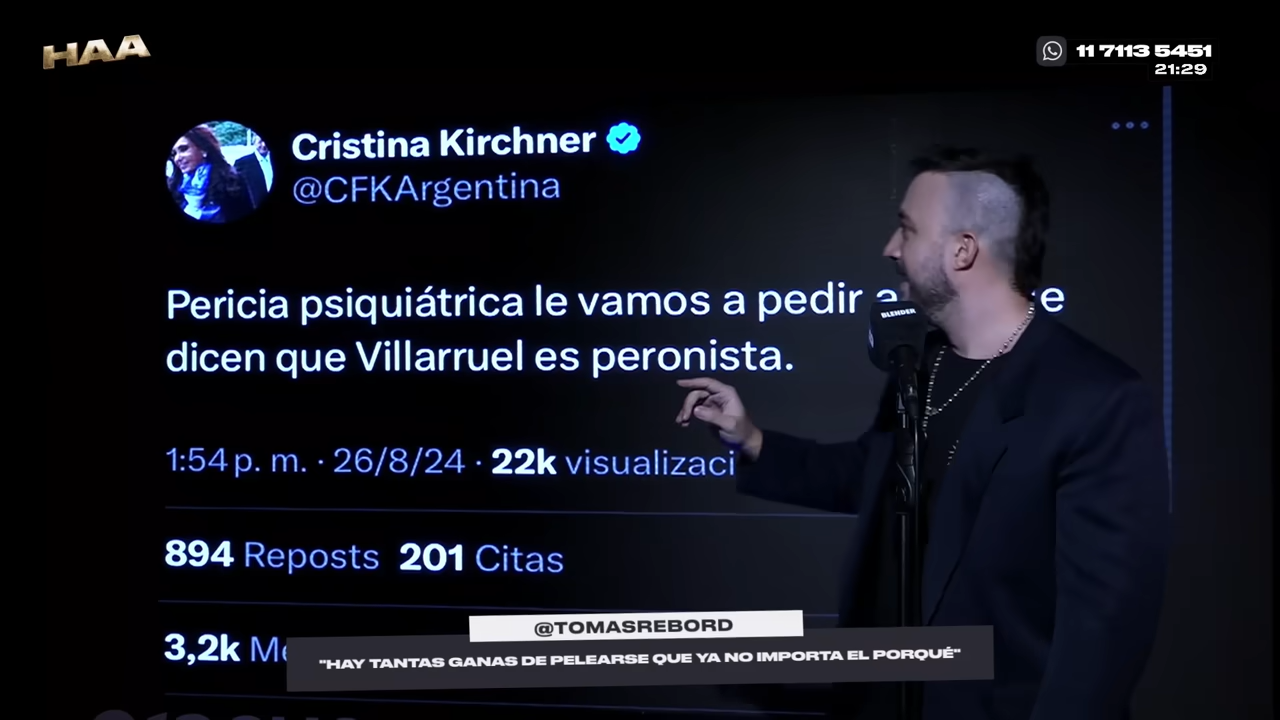 HAA
11 7113 5451
21:29
Cristina Kirchner
@CFKArgentina
Pericia psiquiátrica le vamos a pedir
dicen que Villarruel es peronista.
1:54 p. m. · 26/8/24 · 22k visualizaci
894 Reposts 201 Citas
3,2k
BLENDER
@TOMASREBORD
"HAY TANTAS GANAS DE PELEARSE QUE YA NO IMPORTA EL PORQUÉ"